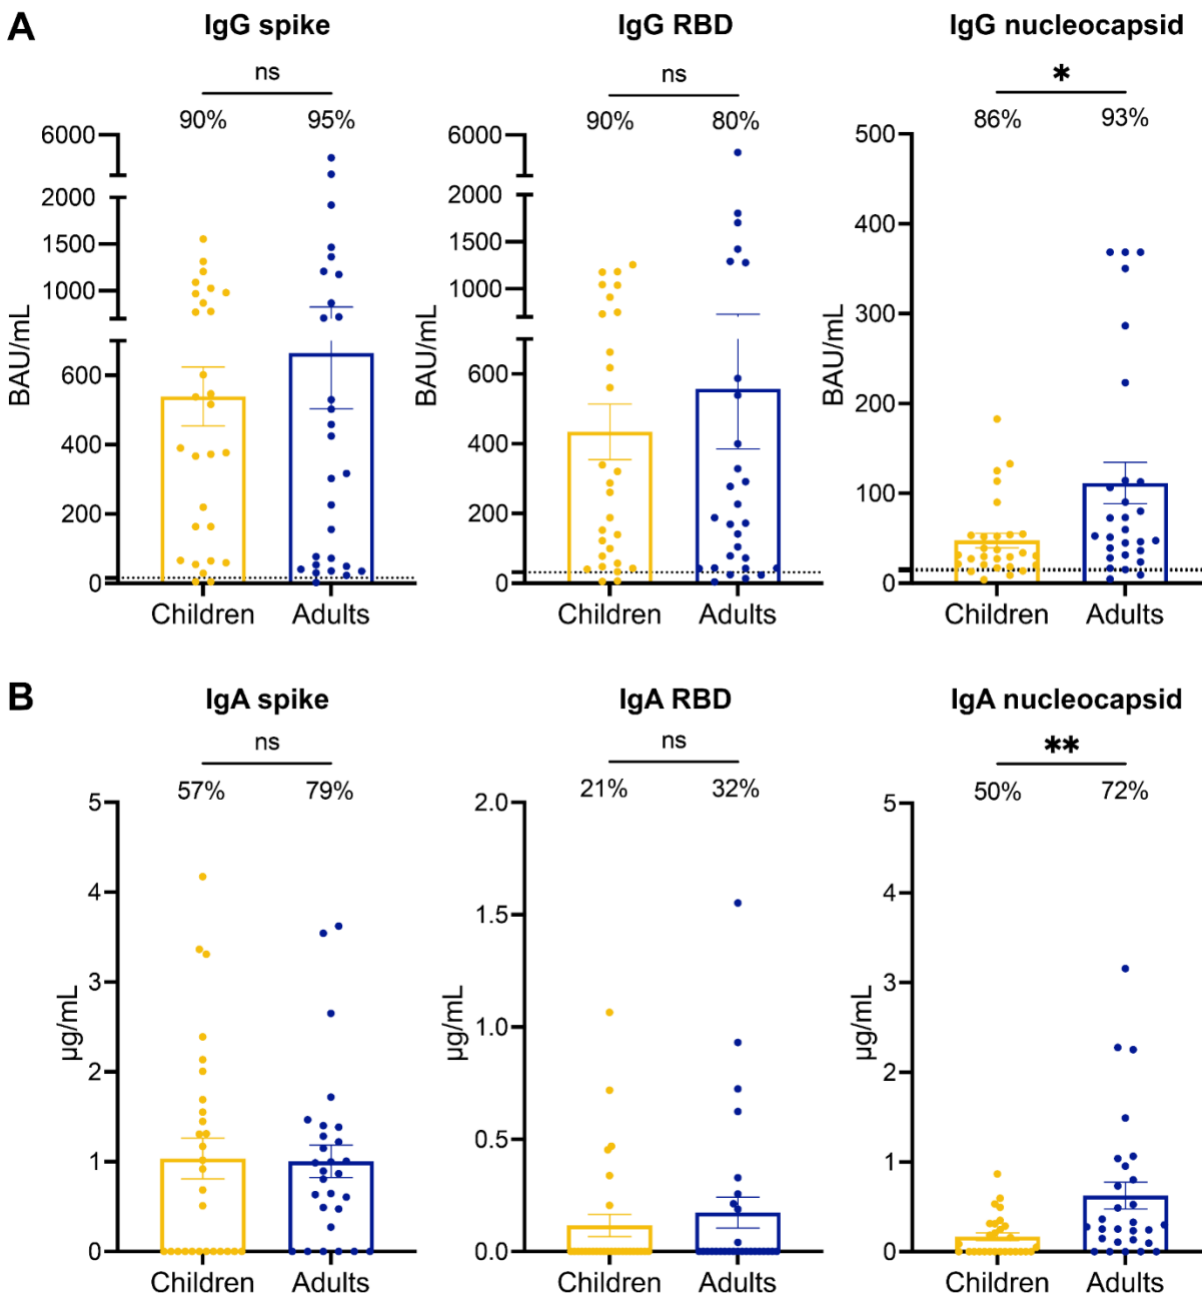 A
IgG spike
IgG RBD
IgG nucleocapsid
ns
ns
*
90%
95%
90%
80%
86%
93%
6000
2000
1500
1000
600
400
200
0
BAU/mL
Children
Adults
6000
2000
1500
1000
600
400
200
0
BAU/mL
Children
Adults
500
400
300
200
100
0
BAU/mL
Children
Adults
B
IgA spike
IgA RBD
IgA nucleocapsid
ns
ns
**
57%
79%
21%
32%
50%
72%
5
4
3
2
1
0
µg/mL
Children
Adults
2.0
1.5
1.0
0.5
0.0
µg/mL
Children
Adults
5
4
3
2
1
0
µg/mL
Children
Adults